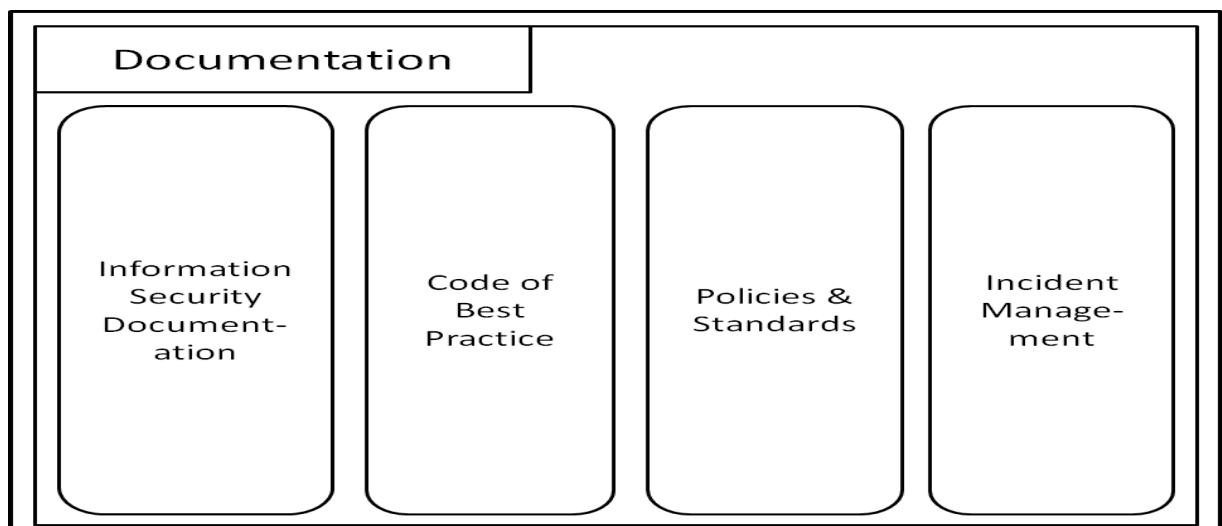 Documentation
Information
Security
Document-
ation
Code of
Best
Practice
Policies &
Standards
Incident
Manage-
ment